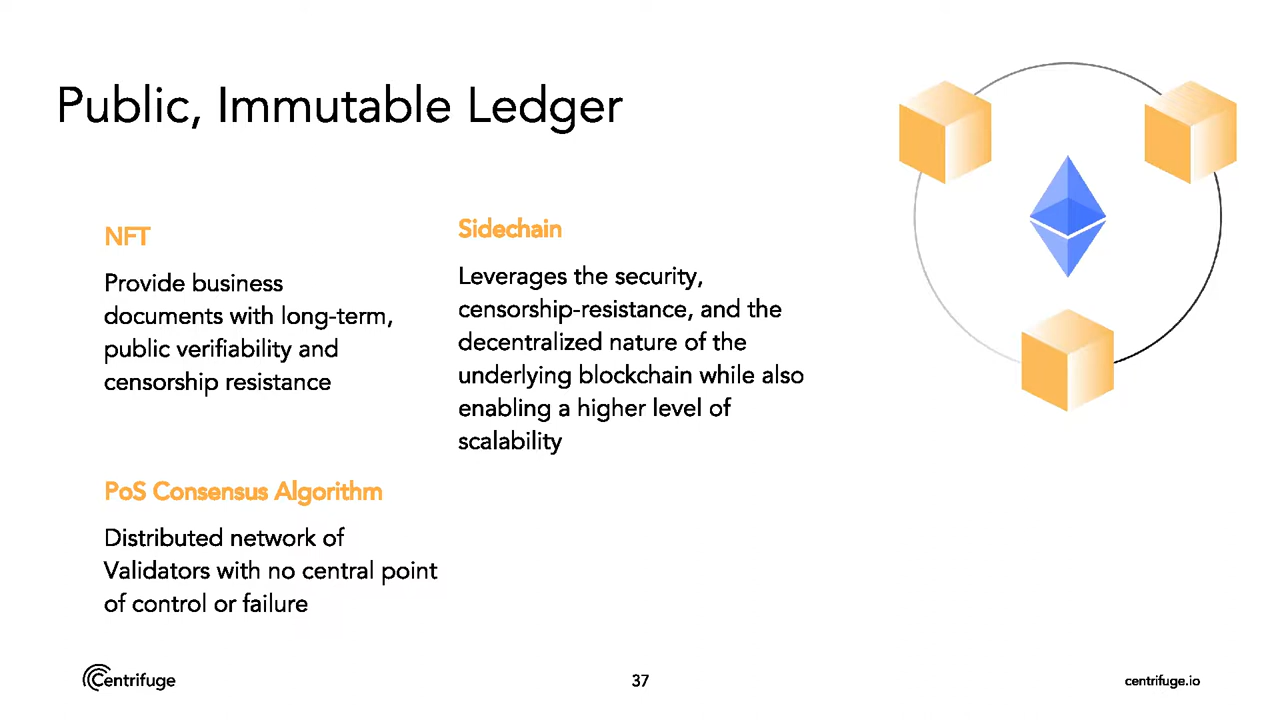 Public, Immutable Ledger
NFT
Provide business
documents with long-term,
public verifiability and
censorship resistance
Sidechain
Leverages the security,
censorship-resistance, and the
decentralized nature of the
underlying blockchain while also
enabling a higher level of
scalability
PoS Consensus Algorithm
Distributed network of
Validators with no central point
of control or failure
Centrifuge
37
centrifuge.io